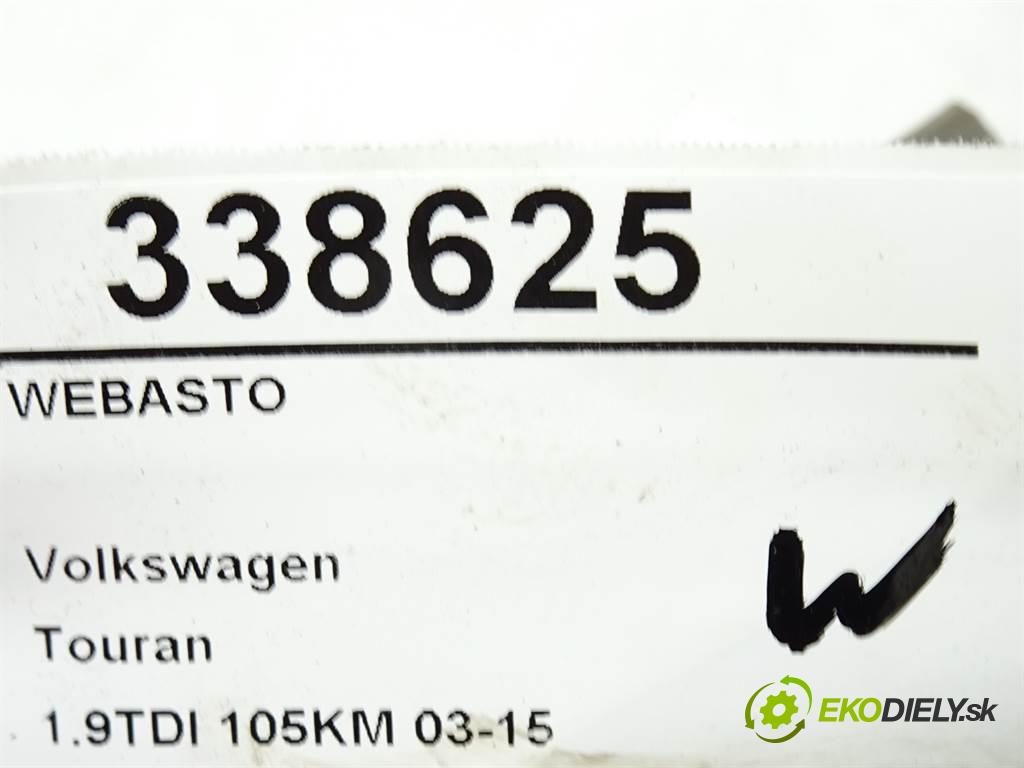 338625
WEBASTO
Volkswagen
W
Touran
1.9TDI 105KM 03-15
EKODIELY.sk